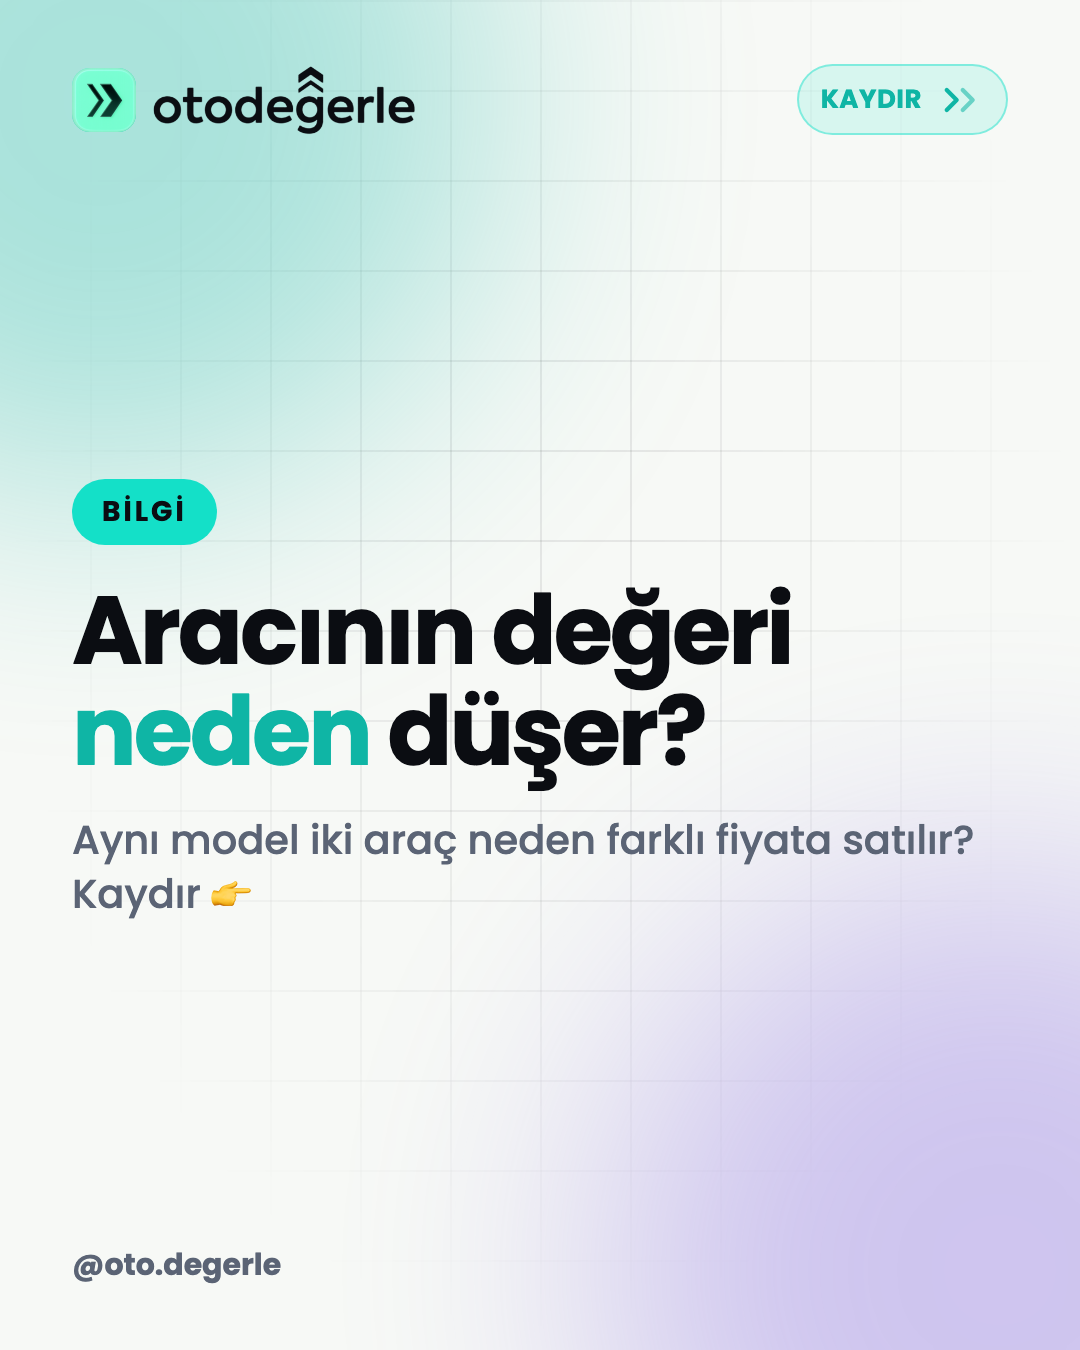 otodeğerle
KAYDIR
BİLGİ
Aracının değeri
neden düşer?
Aynı model iki araç neden farklı fiyata satılır?
Kaydır 👉
@oto.degerle